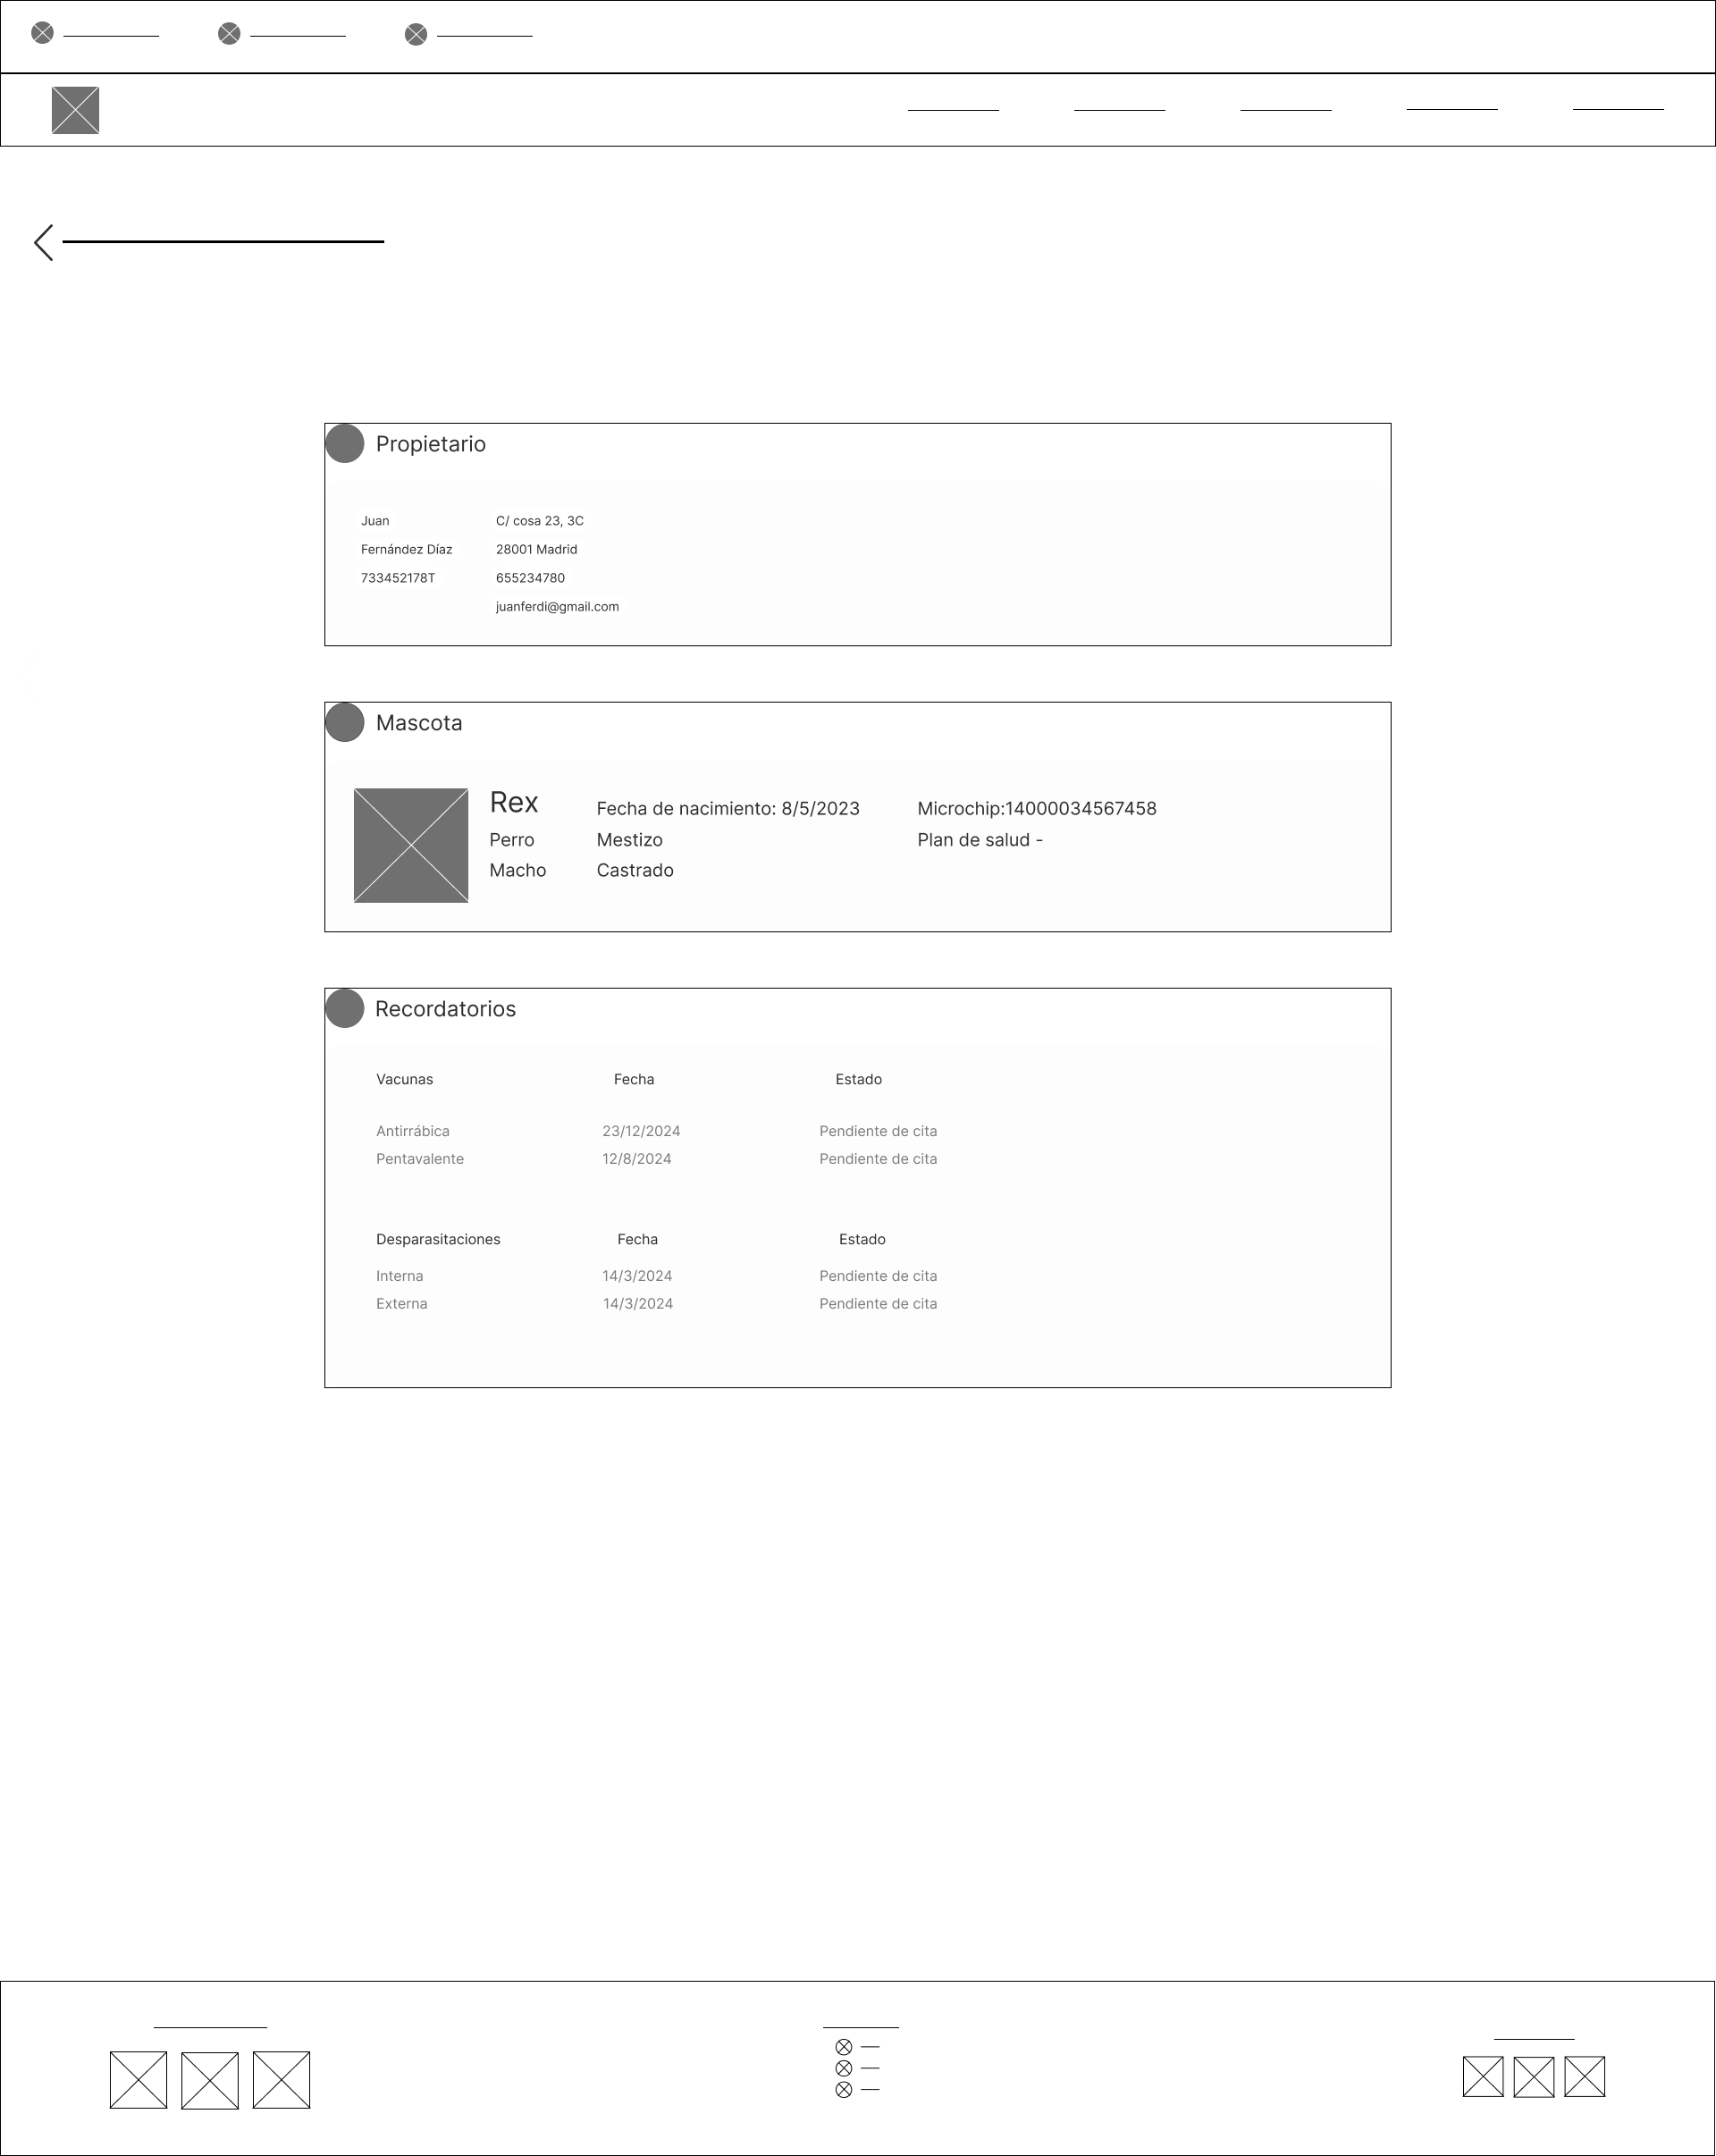 Propietario
Juan
C/ cosa 23, 3C
Fernández Díaz
28001 Madrid
733452178T
655234780
juanferdi@gmail.com
Mascota
Rex
Fecha de nacimiento: 8/5/2023
Microchip:14000034567458
Perro
Mestizo
Plan de salud -
Macho
Castrado
Recordatorios
Vacunas
Fecha
Estado
Antirrábica
23/12/2024
Pendiente de cita
Pentavalente
12/8/2024
Pendiente de cita
Desparasitaciones
Fecha
Estado
Interna
14/3/2024
Pendiente de cita
Externa
14/3/2024
Pendiente de cita